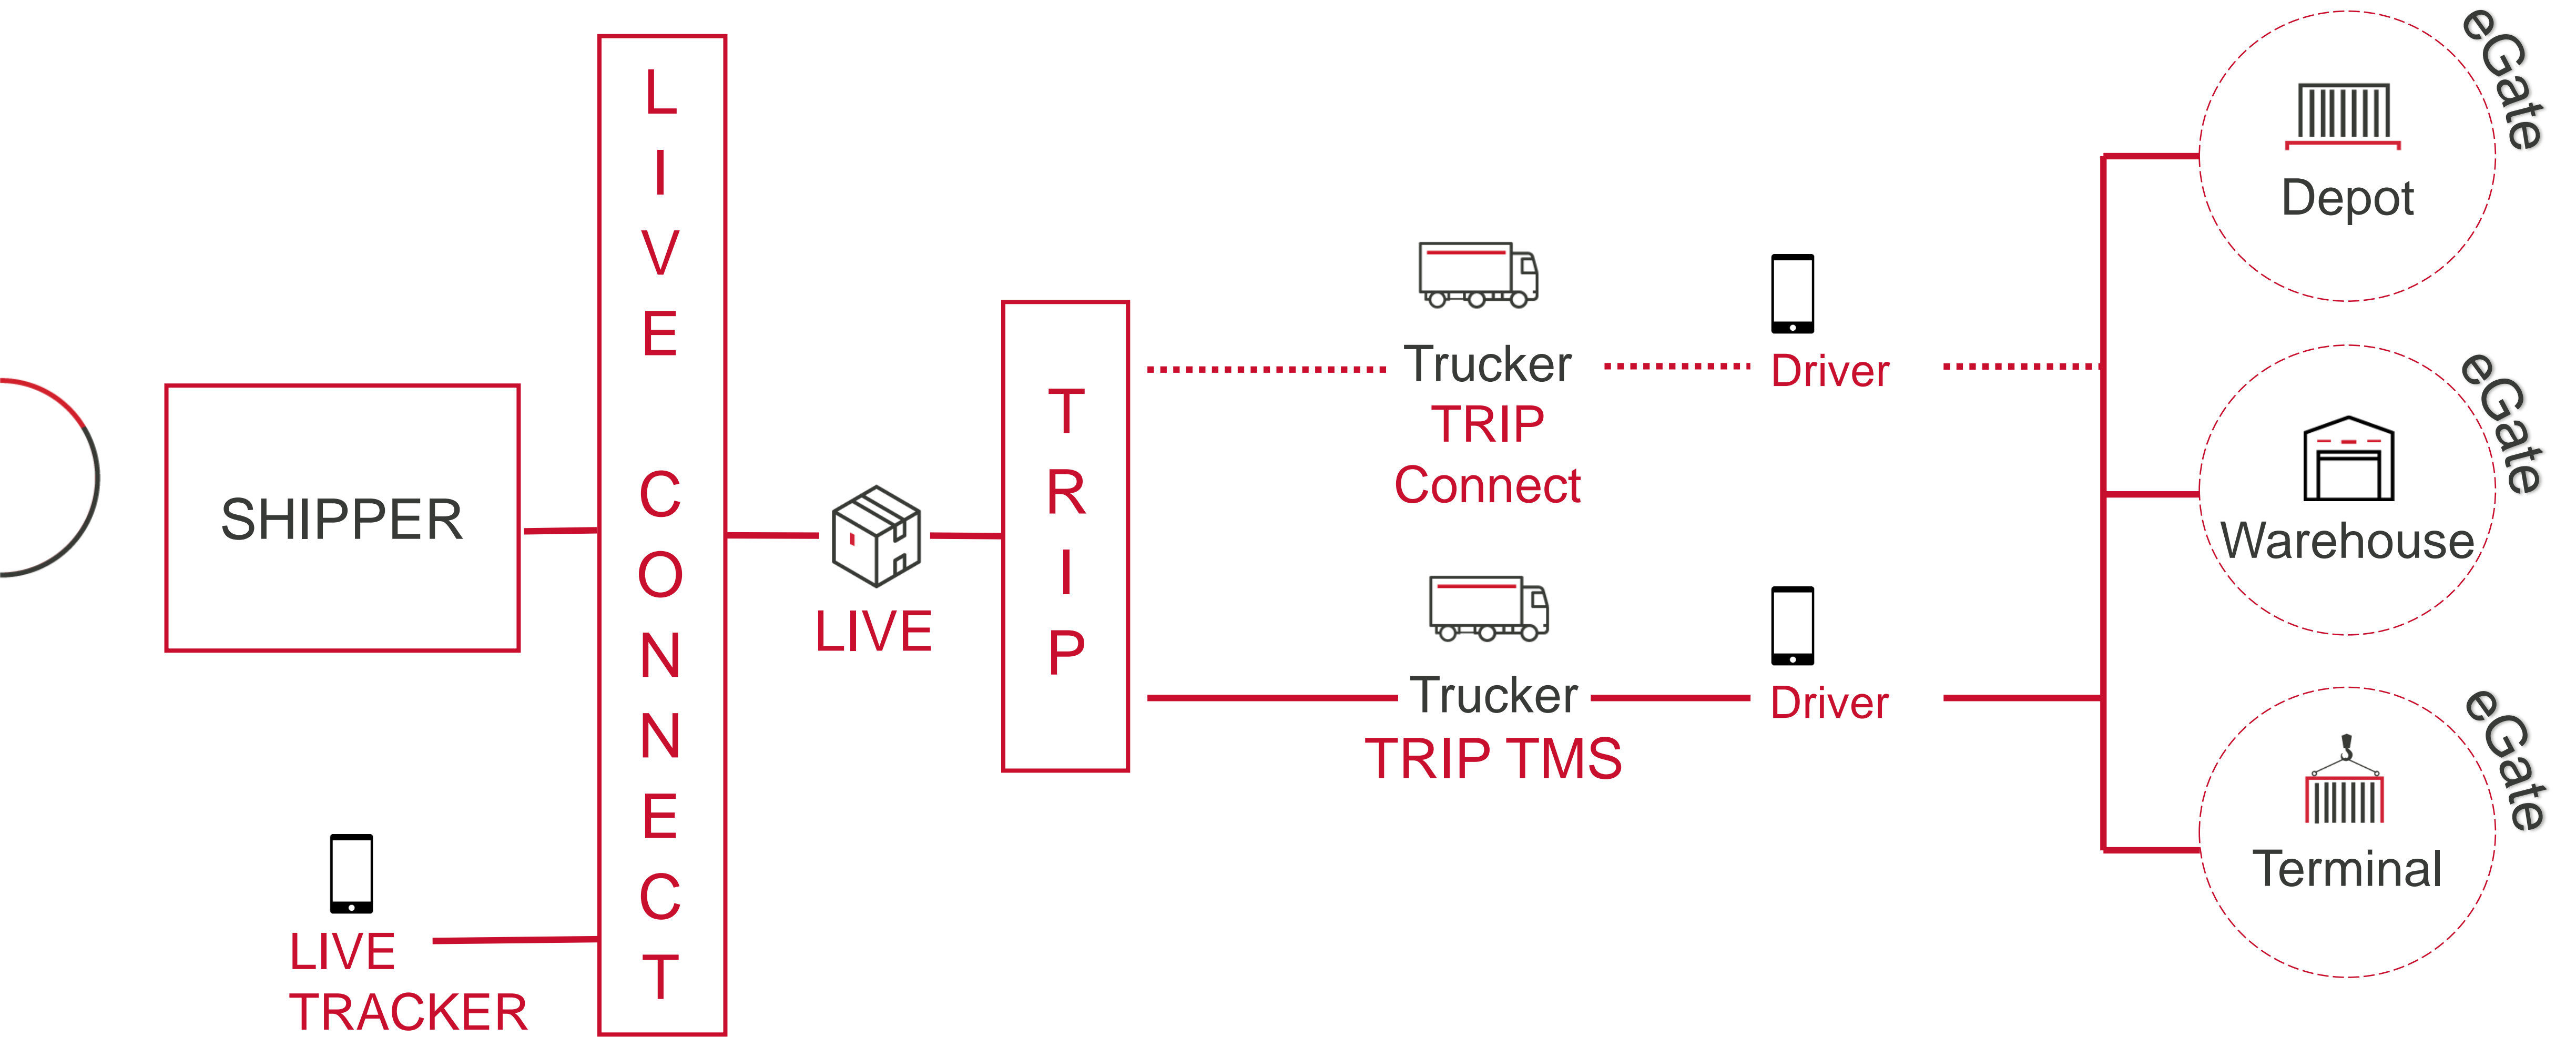 SHIPPER
LIVE
TRACKER
LIVE CONNECT
LIVE
TRIP
Trucker
TRIP
Connect
Driver
Trucker
TRIP TMS
Driver
eGate
Depot
eGate
Warehouse
eGate
Terminal